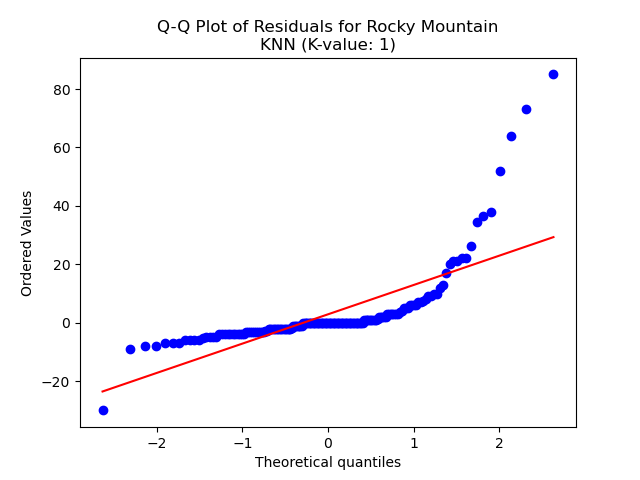 Q-Q Plot of Residuals for Rocky Mountain
KNN (K-value: 1)
80
60
40
20
0
−20
Ordered Values
−2
−1
0
1
2
Theoretical quantiles